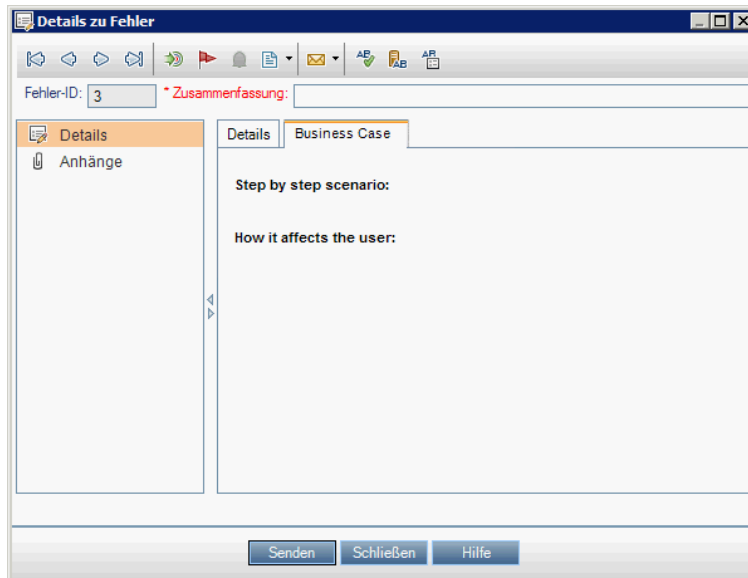 Details zu Fehler
Fehler-ID: 3 * Zusammenfassung:
Details
Anhänge
Details Business Case
Step by step scenario:
How it affects the user:
Senden Schließen Hilfe